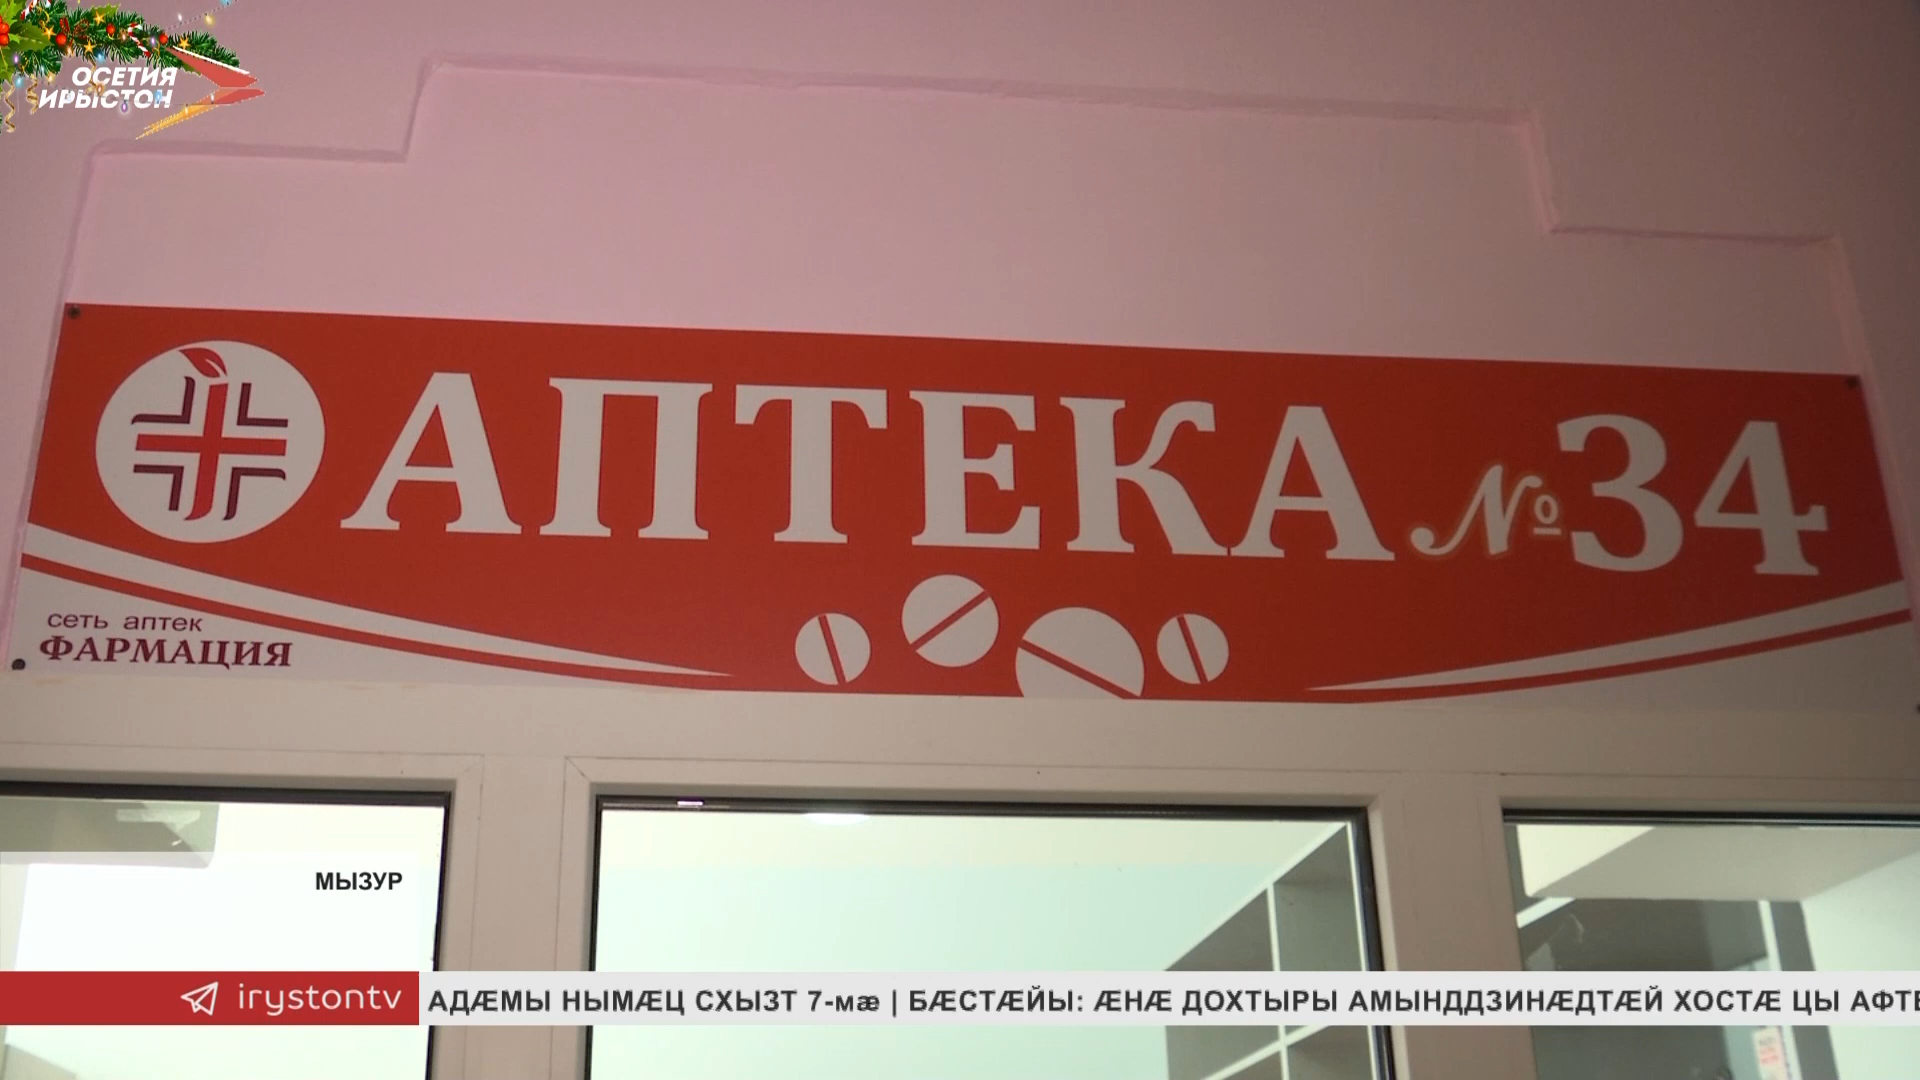 ОСЕТИЯ
ИРЫСТОН
АПТЕКА №34
сеть аптек
ФАРМАЦИЯ
МЫЗУР
irystontv
АДÆМЫ НЫМÆЦ СХЫЗТ 7-мæ | БÆСТÆЙЫ: ÆНÆ ДОХТЫРЫ АМЫНДДЗИНÆДТÆЙ ХОСТÆ ЦЫ